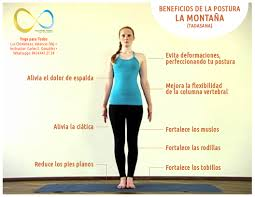 BENEFICIOS DE LA POSTURA
LA MONTAÑA
(TADASANA)
Yoga para Todos
Evita deformaciones,
perfeccionando tu postura
Alivia el dolor de espalda
Mejora la flexibilidad
de la columna vertebral
Alivia la ciática
Fortalece los muslos
Fortalece las rodillas
Reduce los pies planos
Fortalece los tobillos